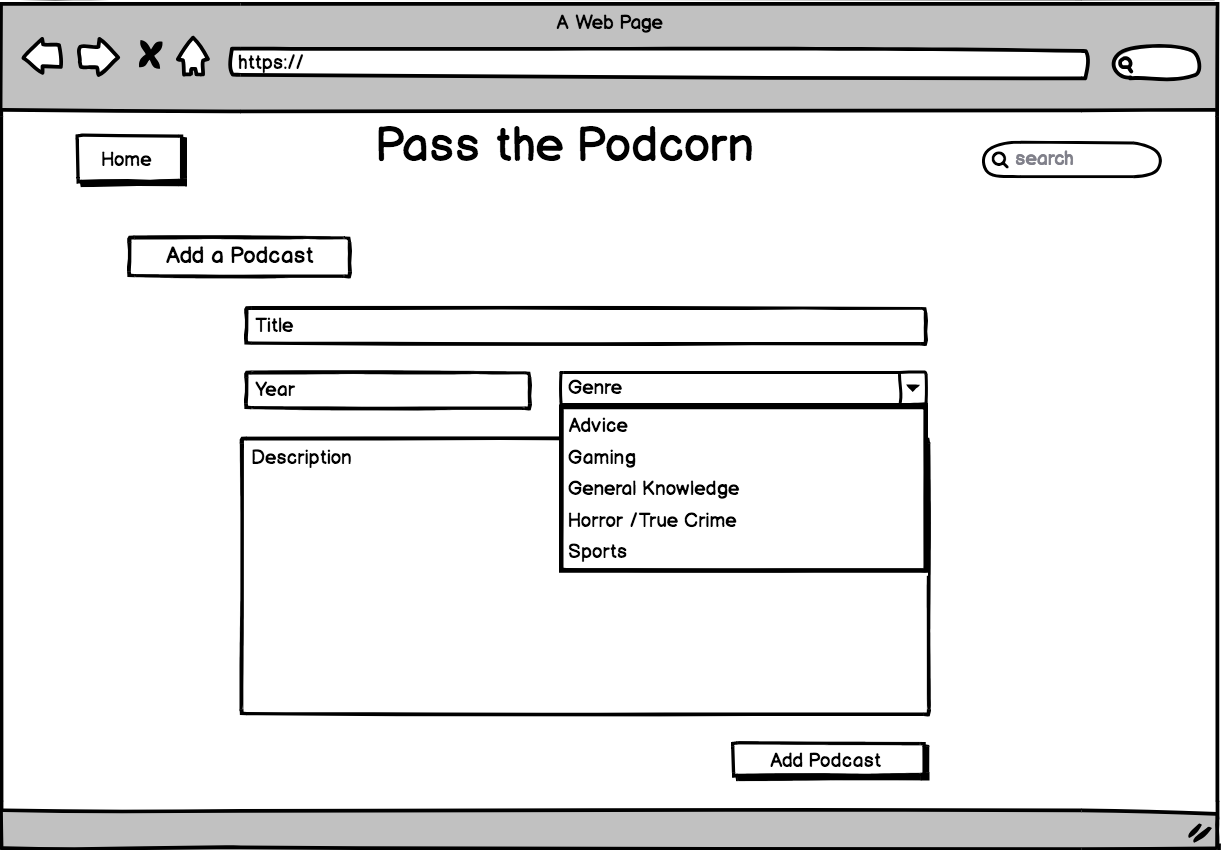 A Web Page
https://
Home
Pass the Podcorn
search
Add a Podcast
Title
Year
Genre
Advice
Gaming
General Knowledge
Horror /True Crime
Sports
Description
Add Podcast